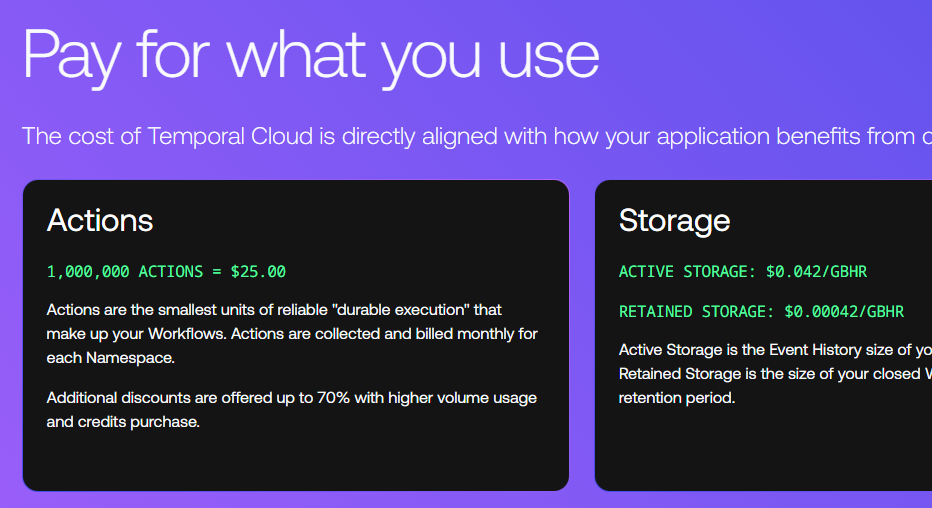 Pay for what you use
The cost of Temporal Cloud is directly aligned with how your application benefits from
Actions
1,000,000 ACTIONS = $25.00
Actions are the smallest units of reliable "durable execution" that
make up your Workflows. Actions are collected and billed monthly for
each Namespace.
Additional discounts are offered up to 70% with higher volume usage
and credits purchase.
Storage
ACTIVE STORAGE: $0.042/GBHR
RETAINED STORAGE: $0.00042/GBHR
Active Storage is the Event History size of
Retained Storage is the size of your closed
retention period.